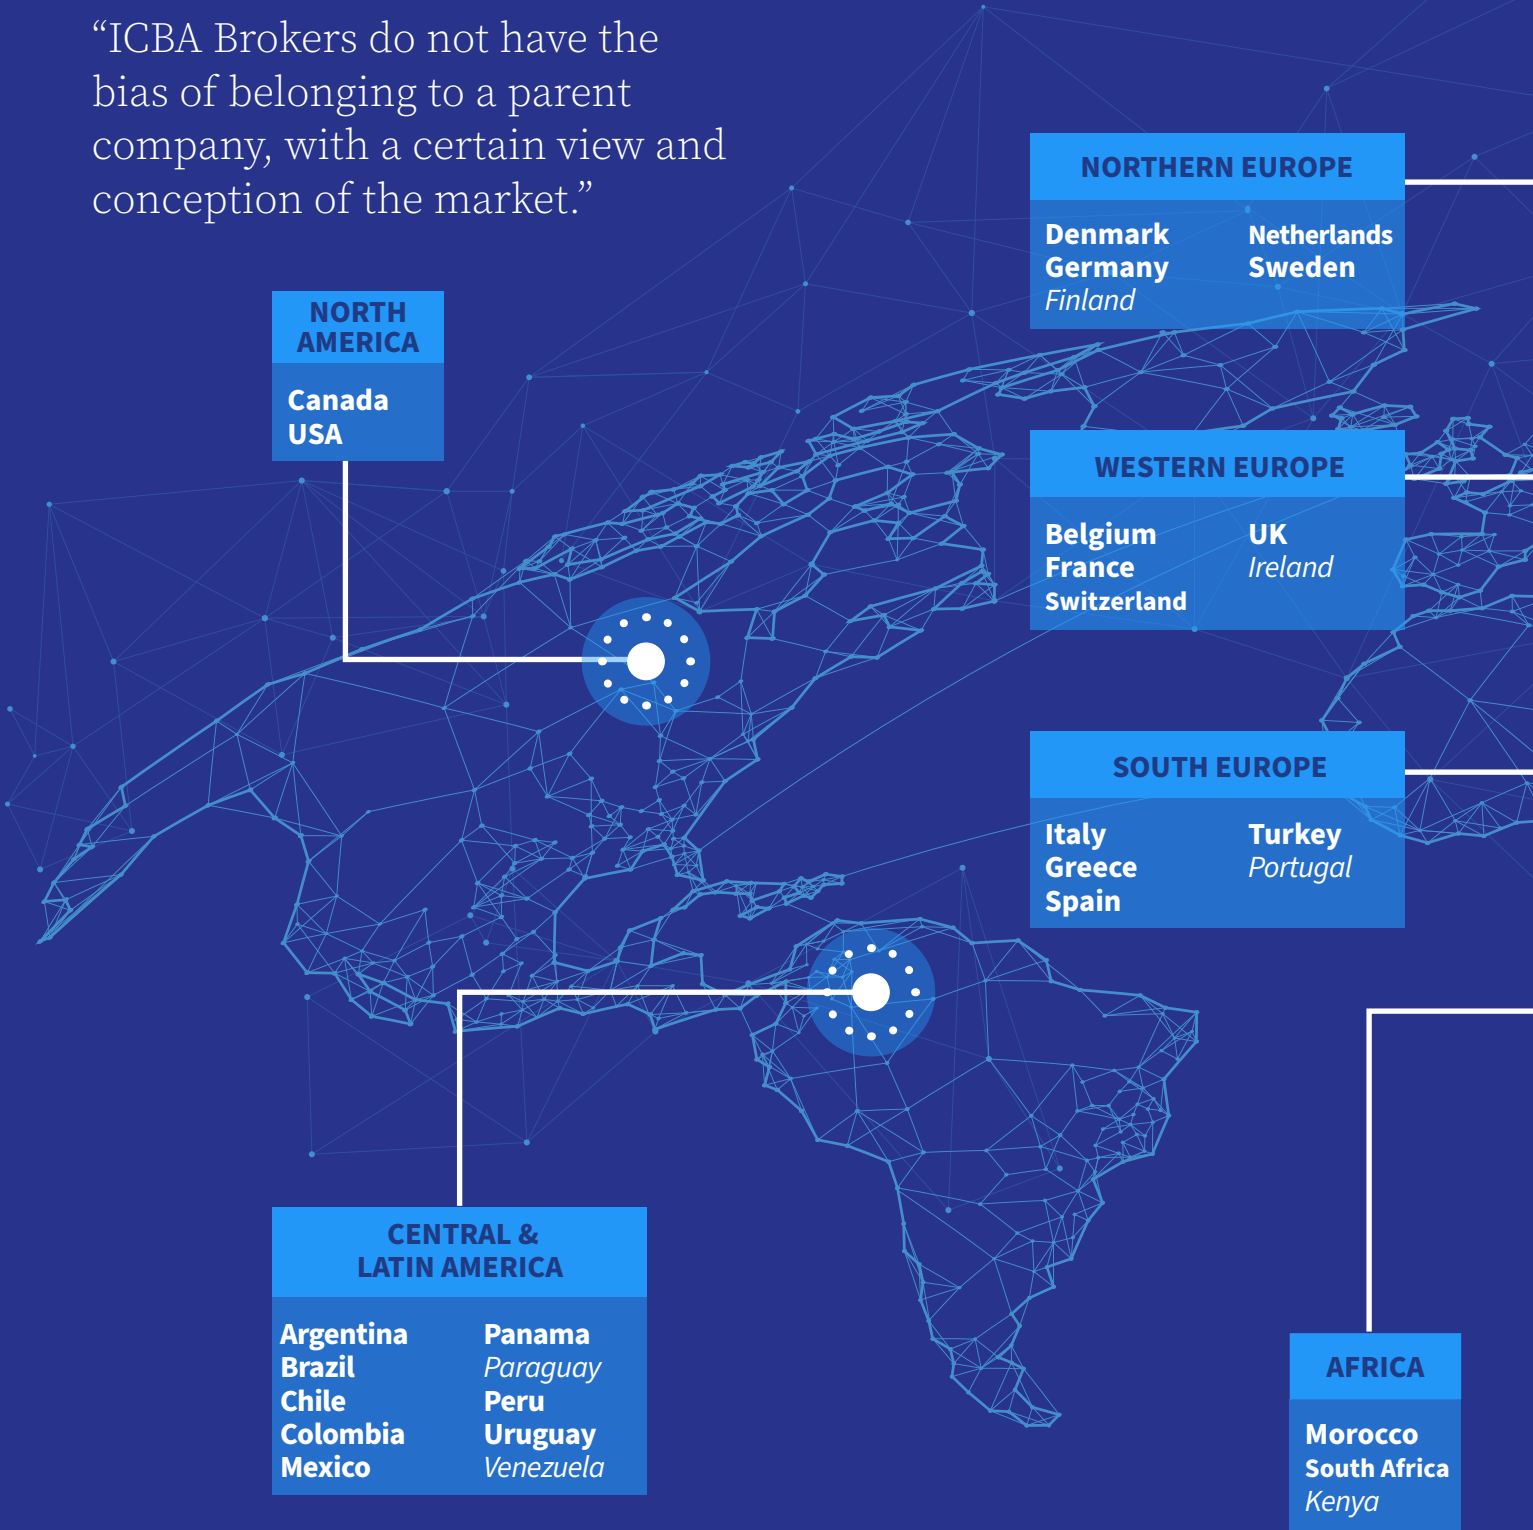 “ICBA Brokers do not have the
bias of belonging to a parent
company, with a certain view and
conception of the market.”
NORTH
AMERICA
Canada
USA
NORTHERN EUROPE
Denmark
Germany
Finland
Netherlands
Sweden
WESTERN EUROPE
Belgium
France
Switzerland
UK
Ireland
SOUTH EUROPE
Italy
Greece
Spain
Turkey
Portugal
CENTRAL &
LATIN AMERICA
Argentina
Brazil
Chile
Colombia
Mexico
Panama
Paraguay
Peru
Uruguay
Venezuela
AFRICA
Morocco
South Africa
Kenya